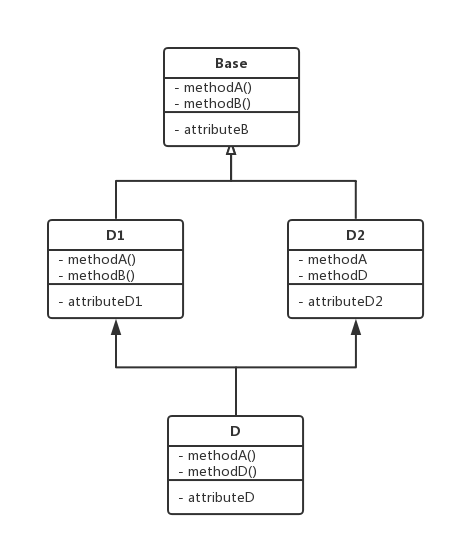 Base
- methodA()
- methodB()
- attributeB
D1
- methodA()
- methodB()
- attributeD1
D2
- methodA
- methodD
- attributeD2
D
- methodA()
- methodD()
- attributeD